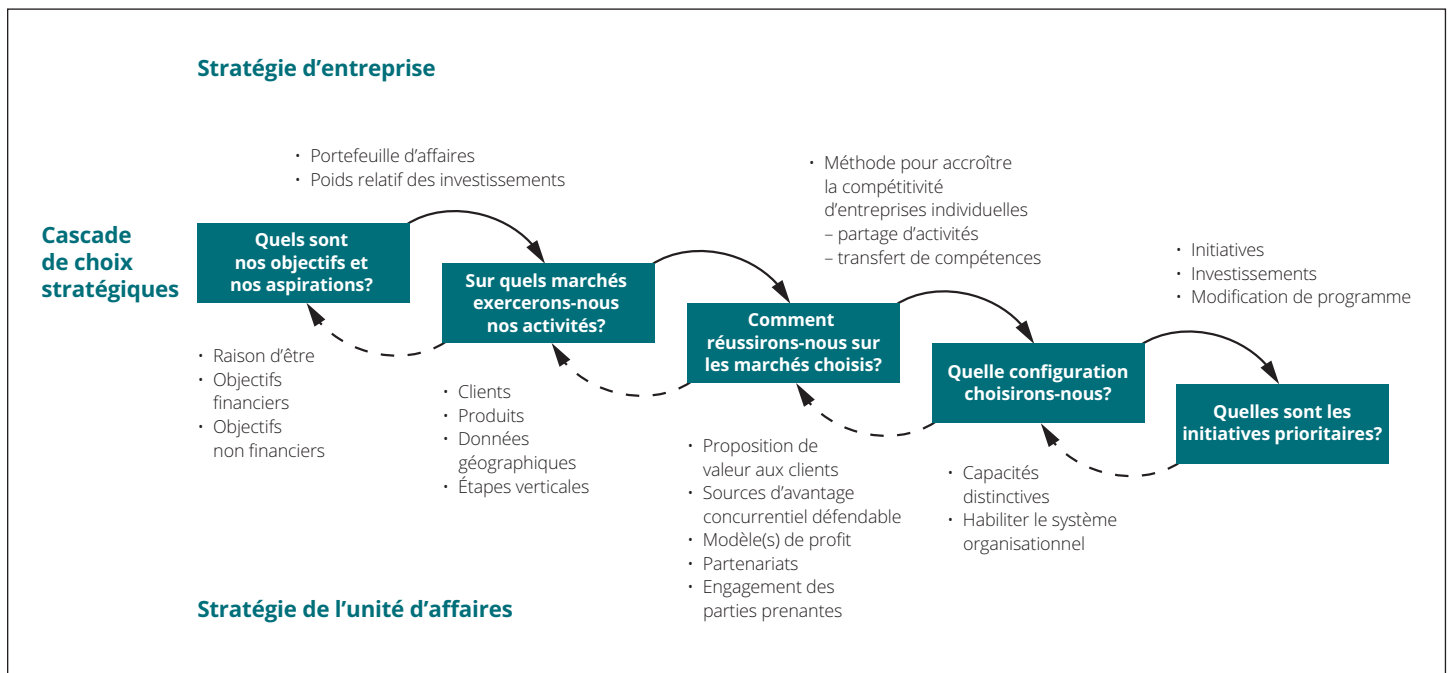 Stratégie d'entreprise
• Portefeuille d'affaires
• Poids relatif des investissements
• Méthode pour accroître
la compétitivité
d'entreprises individuelles
– partage d'activités
– transfert de compétences
• Initiatives
• Investissements
• Modification de programme
Cascade
de choix
stratégiques
Quels sont
nos objectifs et
nos aspirations?
Sur quels marchés
exercerons-nous
nos activités?
Comment
réussirons-nous sur
les marchés choisis?
Quelle configuration
choisirons-nous?
Quelles sont les
initiatives prioritaires?
• Raison d'être
• Objectifs
financiers
• Objectifs
non financiers
• Clients
• Produits
• Données
géographiques
• Étapes verticales
• Proposition de
valeur aux clients
• Sources d'avantage
concurrentiel défendable
• Modèle(s) de profit
• Partenariats
• Engagement des
parties prenantes
• Capacités
distinctives
• Habiliter le système
organisationnel
Stratégie de l'unité d'affaires